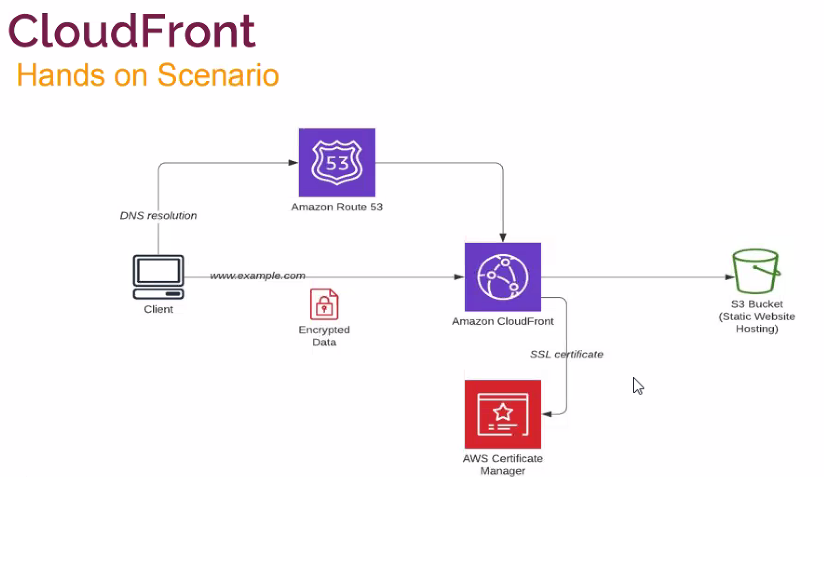 CloudFront
Hands on Scenario
53
Amazon Route 53
DNS resolution
www.example.com
Client
Encrypted
Data
Amazon CloudFront
S3 Bucket
(Static Website
Hosting)
SSL certificate
AWS Certificate
Manager